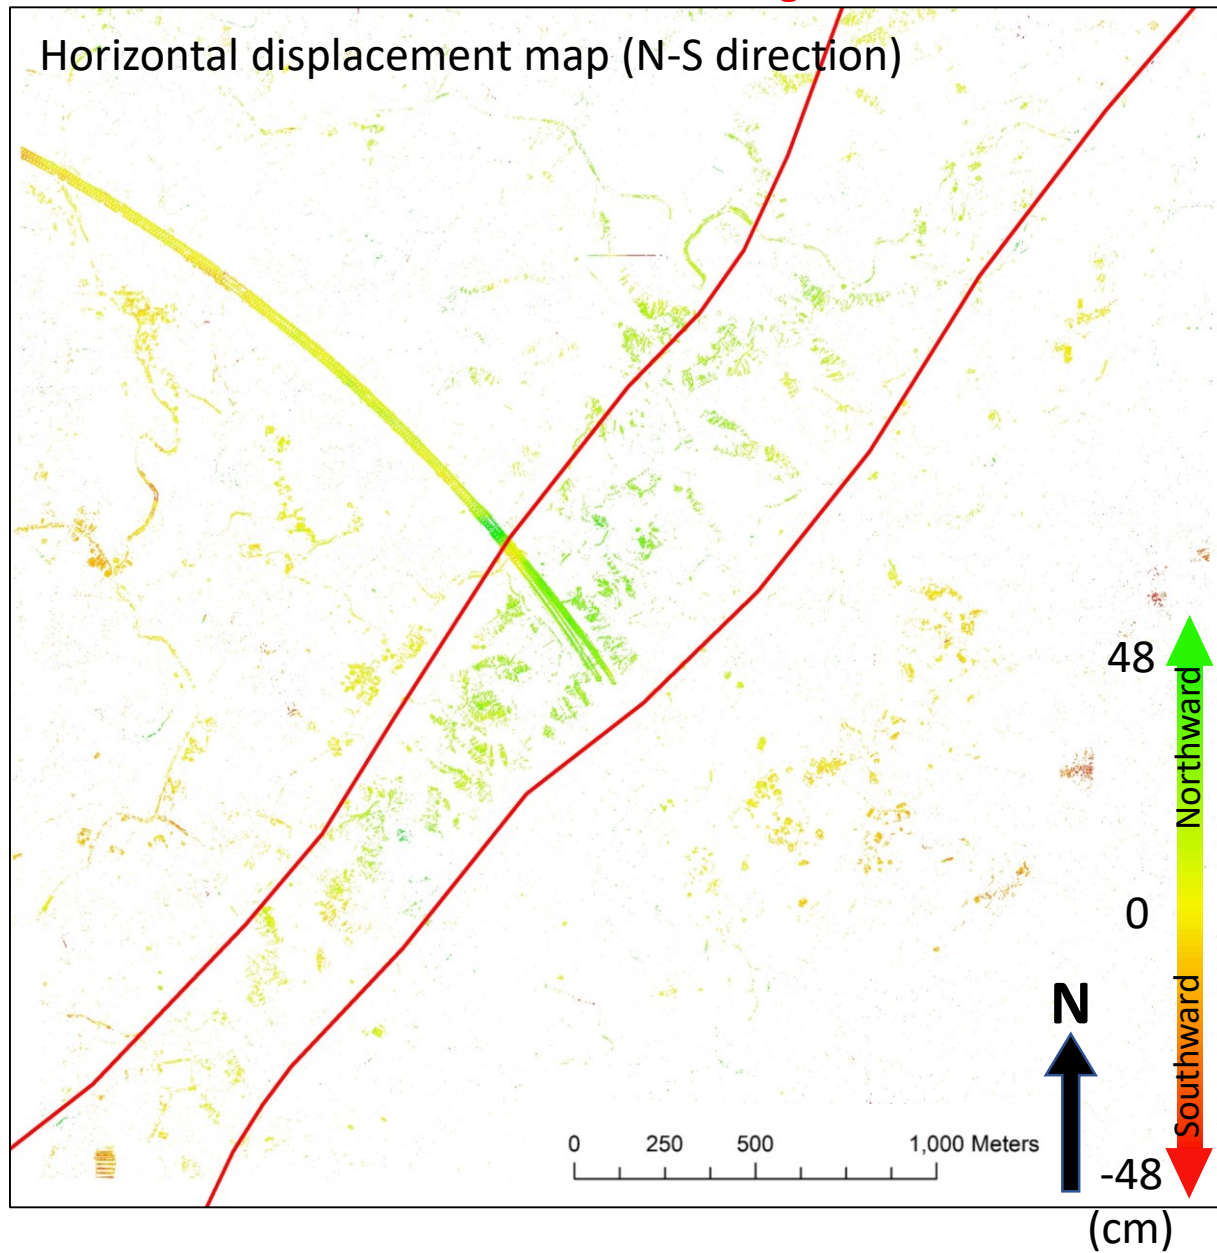 Horizontal displacement map (N-S direction)
48
Northward
0
Southward
-48
(cm)
N
0 250 500 1,000 Meters